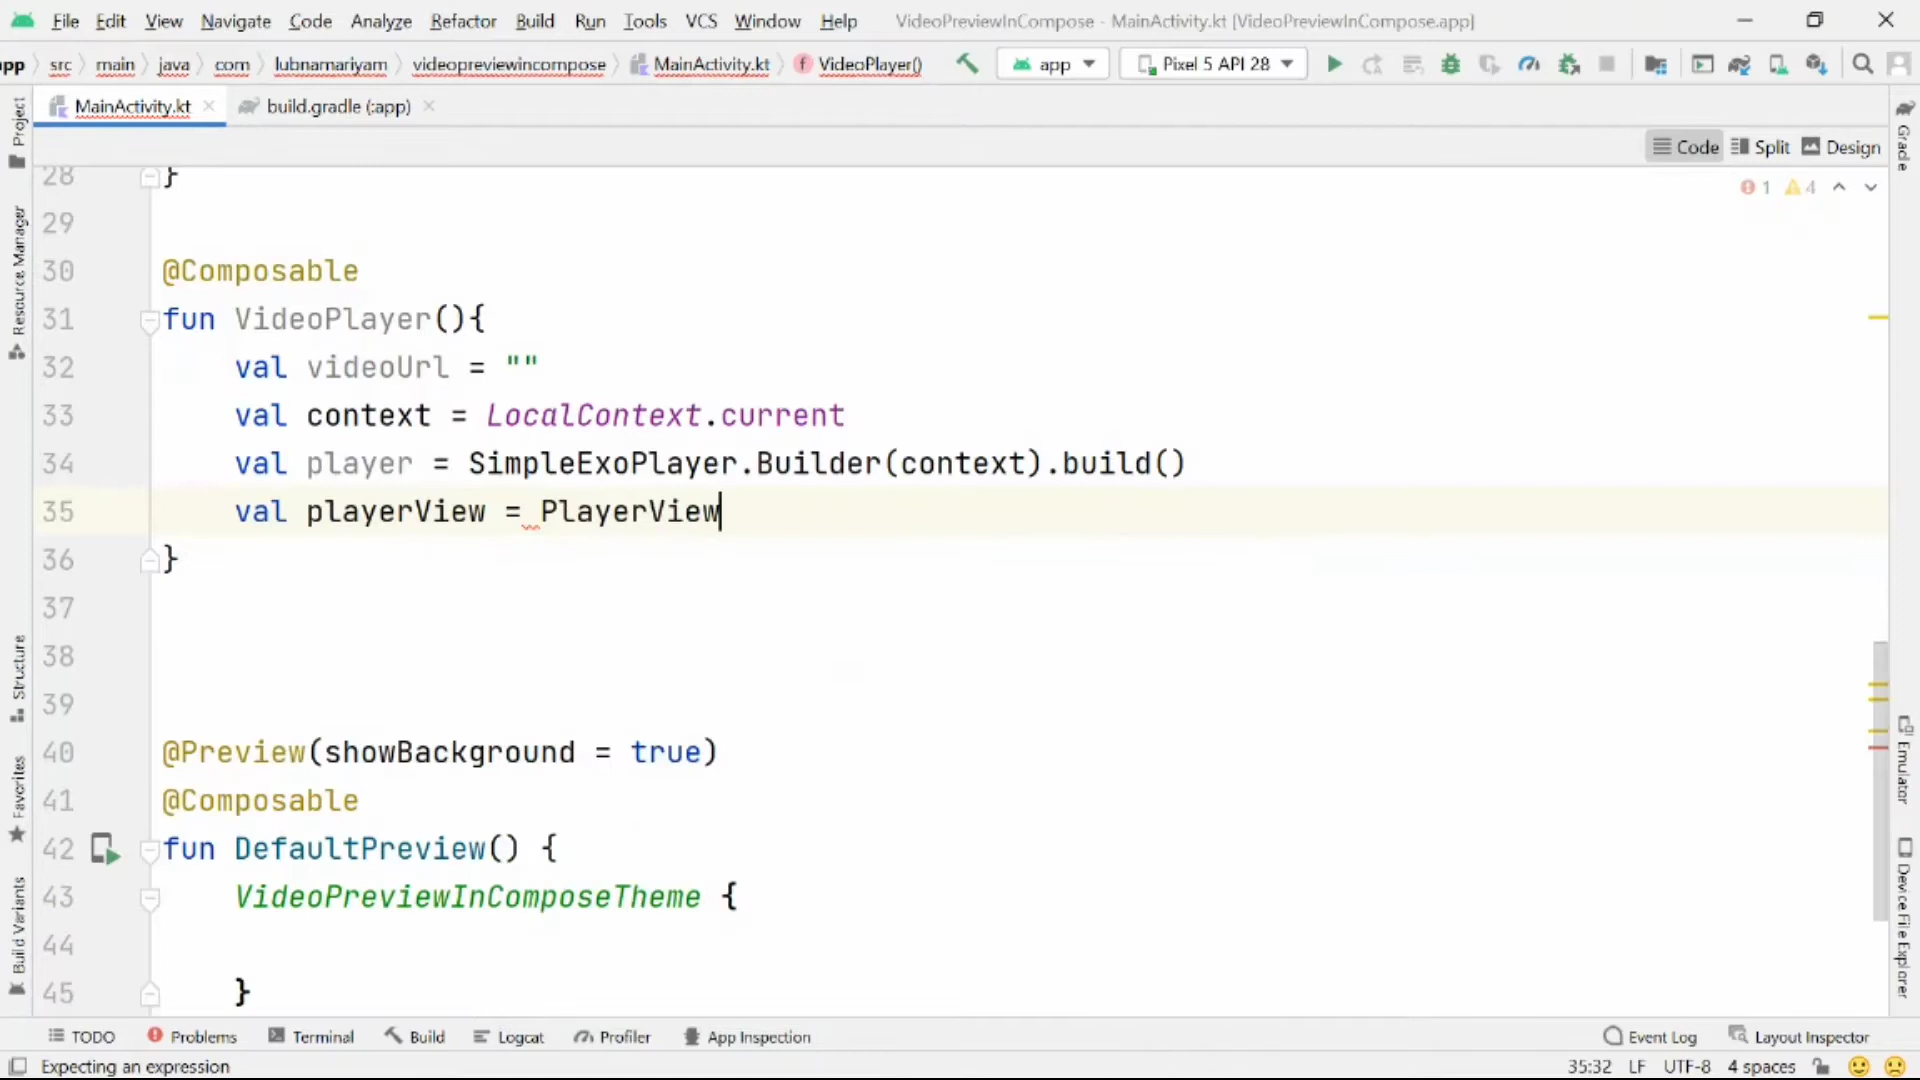 File Edit View Navigate Code Analyze Refactor Build Run Tools VCS Window Help VideoPreviewInCompose - MainActivity.kt [VideoPreviewInCompose.app]
app src main java com lubnamariyam videopreviewincompose MainActivity.kt VideoPlayer() app Pixel 5 API 28
MainActivity.kt build.gradle (:app)
Code Split Design
1 4
Project
Resource Manager
Structure
Favorites
Build Variants
28 }
29
30 @Composable
31 fun VideoPlayer(){
32 val videoUrl = ""
33 val context = LocalContext.current
34 val player = SimpleExoPlayer.Builder(context).build()
35 val playerView = PlayerView
36 }
37
38
39
40 @Preview(showBackground = true)
41 @Composable
42 fun DefaultPreview() {
43 VideoPreviewInComposeTheme {
44
45 }
Gradle
Emulator
Device File Explorer
TODO Problems Terminal Build Logcat Profiler App Inspection Event Log Layout Inspector
Expecting an expression 35:32 LF UTF-8 4 spaces